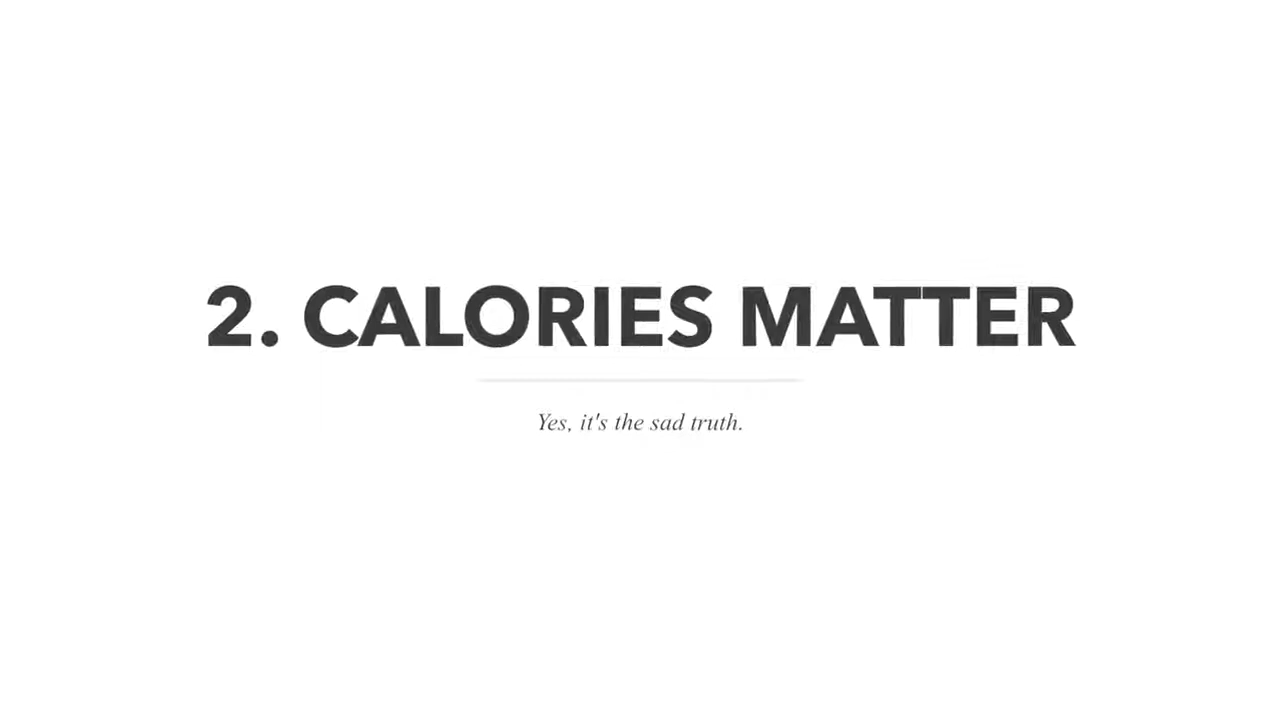 2. CALORIES MATTER
Yes, it's the sad truth.